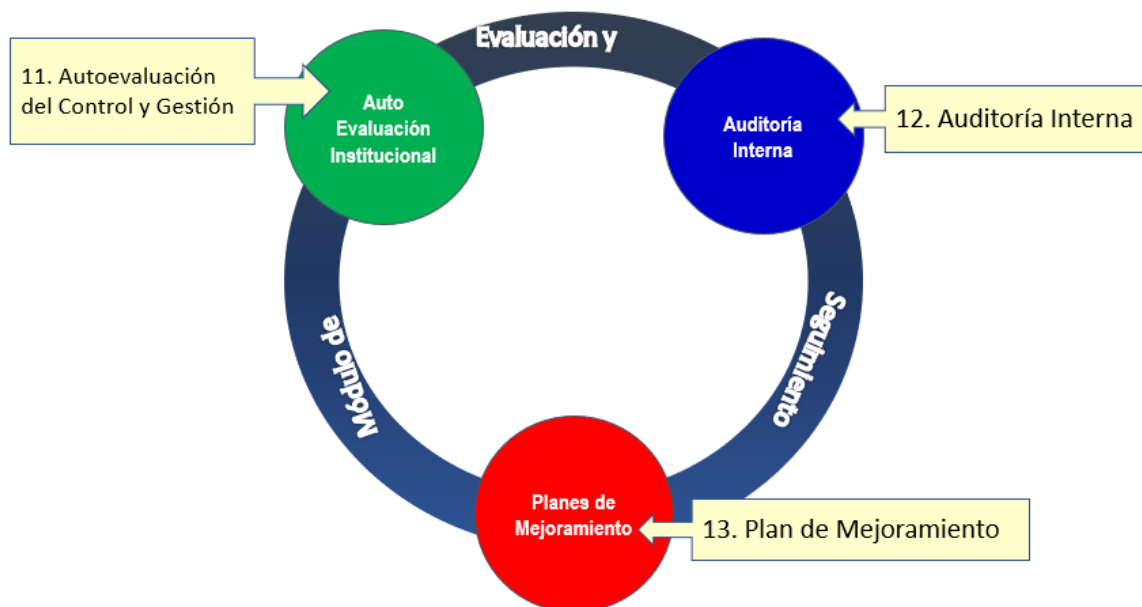 Evaluación y
11. Autoevaluación
del Control y Gestión
Auto
Evaluación
Institucional
Auditoría
Interna
12. Auditoría Interna
Módulo de
Seguimiento
Planes de
Mejoramiento
13. Plan de Mejoramiento